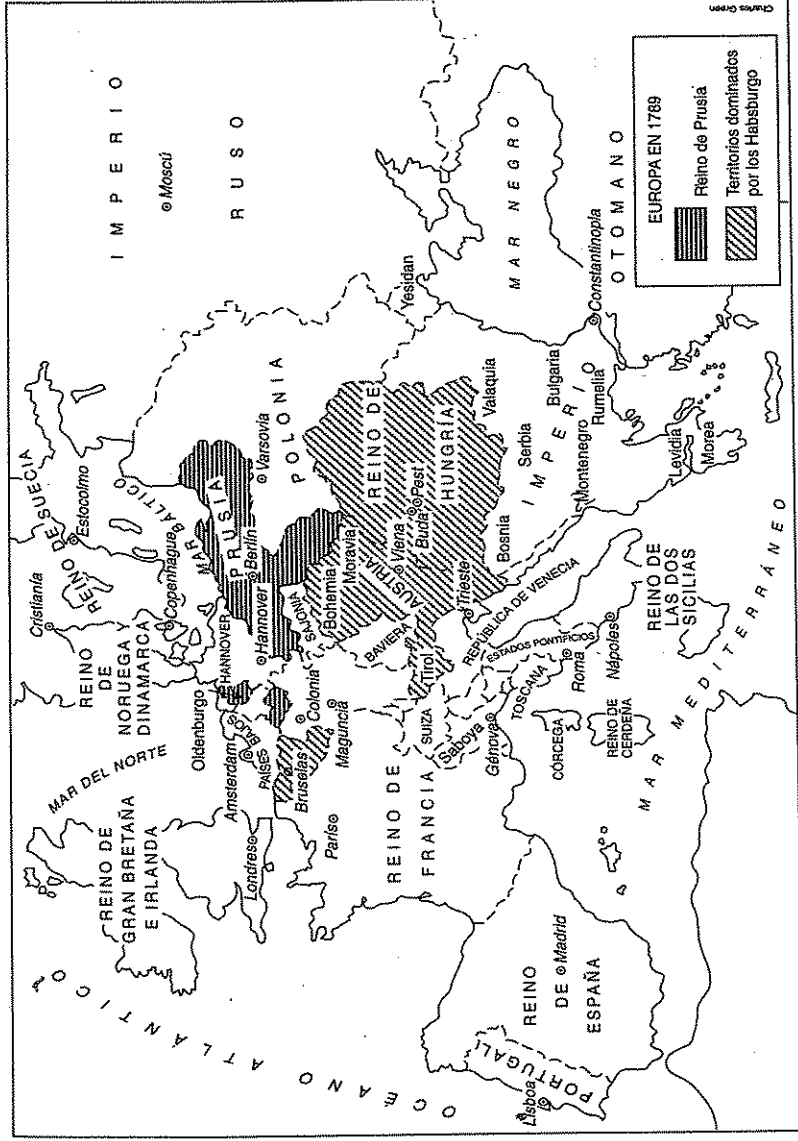 Charles Green
EUROPA EN 1789
Reino de Prusia
Territorios dominados
por los Habsburgo
IMPERIO
RUSO
Moscú
MAR NEGRO
Constantinopla
OTOMANO
IMPERIO
Yesidan
REINO DE SUECIA
Estocolmo
Cristianía
REINO
DE
NORUEGA Y
DINAMARCA
Copenhague
MAR BÁLTICO
MAR DEL NORTE
REINO DE
GRAN BRETAÑA
E IRLANDA
Londres
OCÉANO ATLÁNTICO
Oldenburgo
HANNOVER
Hannover
Amsterdam
PAÍSES
BAJOS
Bruselas
Colonia
Maguncia
PRUSIA
Berlín
Varsovia
POLONIA
SAJONIA
Bohemia
Moravia
BAVIERA
AUSTRIA
Viena
Buda
Pest
REINO DE
HUNGRÍA
Tirol
Trieste
París
REINO DE
FRANCIA
SUIZA
Saboya
Génova
REPÚBLICA DE VENECIA
ESTADOS PONTIFICIOS
TOSCANA
Roma
Nápoles
CÓRCEGA
REINO DE
CERDEÑA
REINO DE
LAS DOS
SICILIAS
Bosnia
Serbia
Montenegro
Valaquia
Bulgaria
Rumelia
Levidia
Morea
MAR MEDITERRÁNEO
REINO
DE
ESPAÑA
Madrid
PORTUGAL
Lisboa